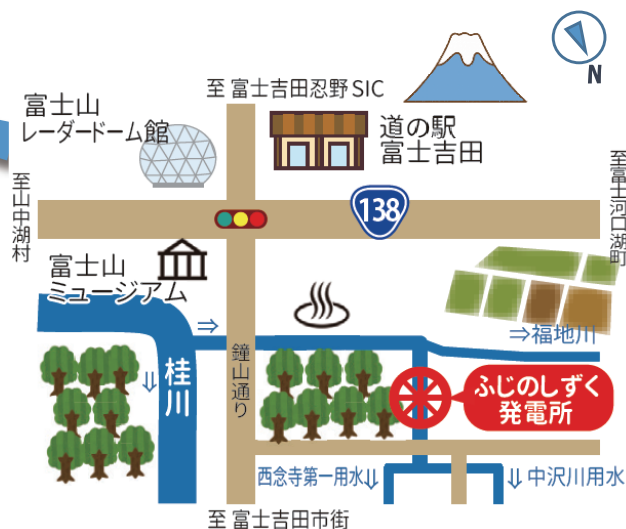 N
至 富士吉田忍野 SIC
富士山
レーダードーム館
道の駅
富士吉田
至山中湖村
138
至富士河口湖町
富士山
ミュージアム
⇒
⇒福地川
⇓
桂川
鐘山通り
ふじのしずく
発電所
西念寺第一用水⇓
⇓中沢川用水
至 富士吉田市街